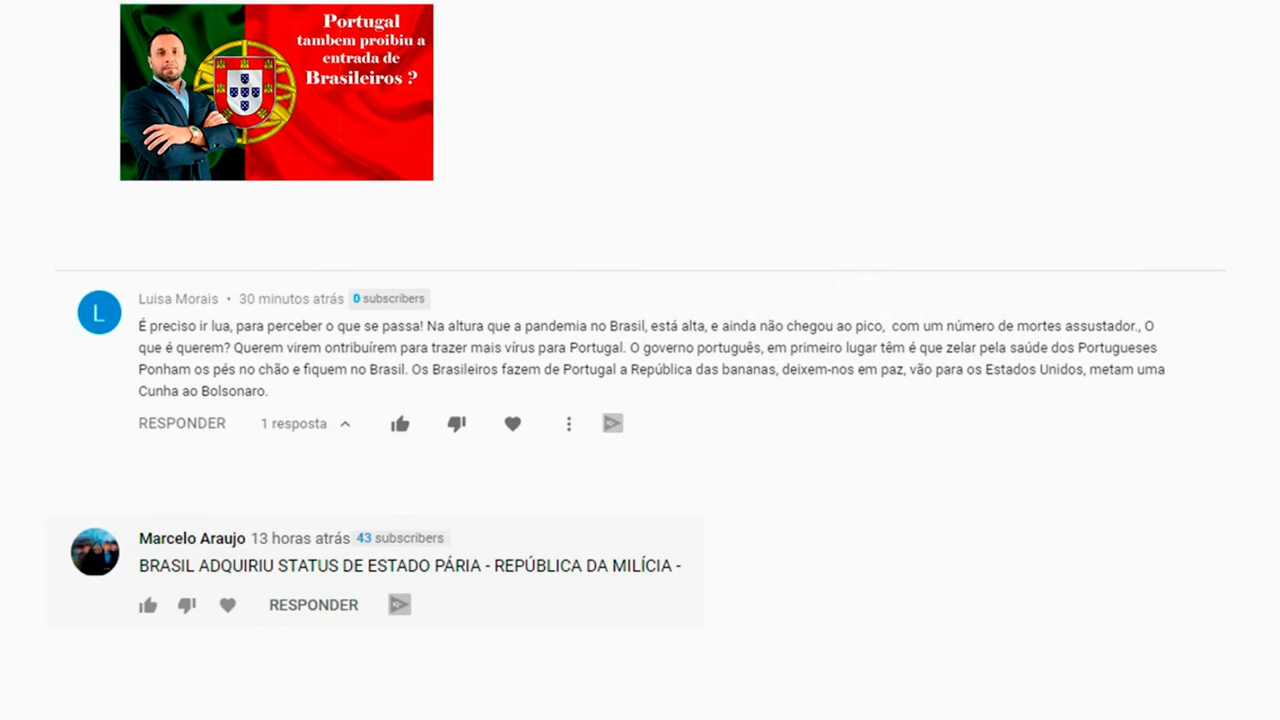 Portugal
tambem proibiu a
entrada de
Brasileiros ?
L
Luisa Morais • 30 minutos atrás 0 subscribers
É preciso ir lua, para perceber o que se passa! Na altura que a pandemia no Brasil, está alta, e ainda não chegou ao pico, com um número de mortes assustador., O
que é querem? Querem virem ontribuírem para trazer mais vírus para Portugal. O governo português, em primeiro lugar têm é que zelar pela saúde dos Portugueses
Ponham os pés no chão e fiquem no Brasil. Os Brasileiros fazem de Portugal a República das bananas, deixem-nos em paz, vão para os Estados Unidos, metam uma
Cunha ao Bolsonaro.
RESPONDER 1 resposta
Marcelo Araujo 13 horas atrás 43 subscribers
BRASIL ADQUIRIU STATUS DE ESTADO PÁRIA - REPÚBLICA DA MILÍCIA -
RESPONDER